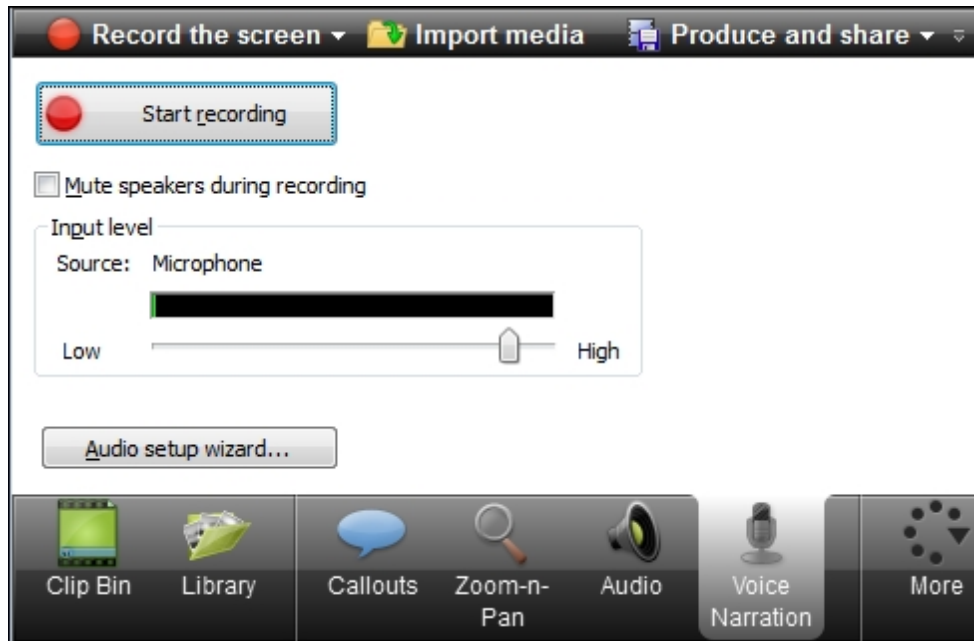 Record the screen Import media Produce and share
Start recording
Mute speakers during recording
Input level
Source: Microphone
Low High
Audio setup wizard...
Clip Bin Library Callouts Zoom-n-Pan Audio Voice Narration More